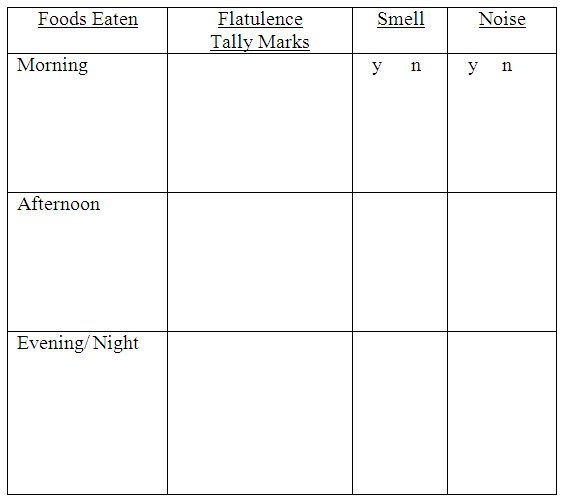 Foods Eaten Flatulence Smell Noise
Tally Marks
Morning y n y n
Afternoon
Evening/Night